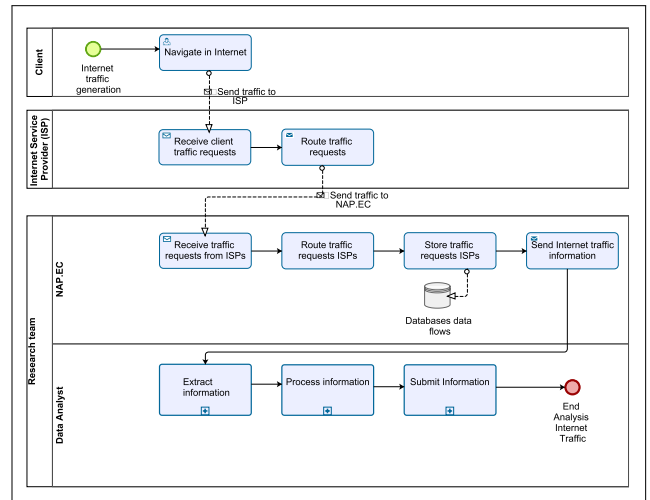 Client
Internet
traffic
generation
Navigate in Internet
Send traffic to
ISP
Internet Service
Provider (ISP)
Receive client
traffic requests
Route traffic
requests
Send traffic to
NAP.EC
Research team
NAP.EC
Receive traffic
requests from ISPs
Route traffic
requests ISPs
Store traffic
requests ISPs
Send Internet traffic
information
Databases data
flows
Data Analyst
Extract
information
Process information
Submit Information
End
Analysis
Internet
Traffic